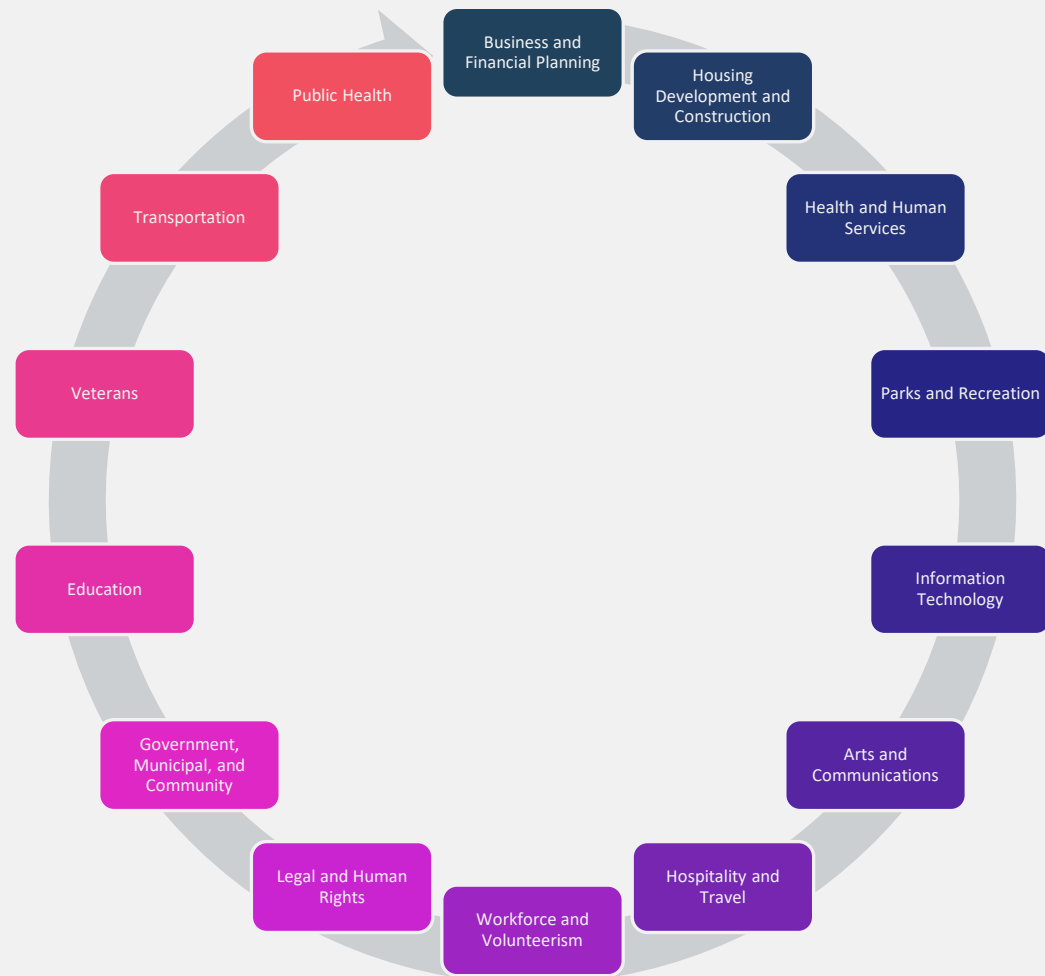 Business and
Financial Planning
Housing
Development and
Construction
Health and Human
Services
Parks and Recreation
Information
Technology
Arts and
Communications
Hospitality and
Travel
Workforce and
Volunteerism
Legal and Human
Rights
Government,
Municipal, and
Community
Education
Veterans
Transportation
Public Health